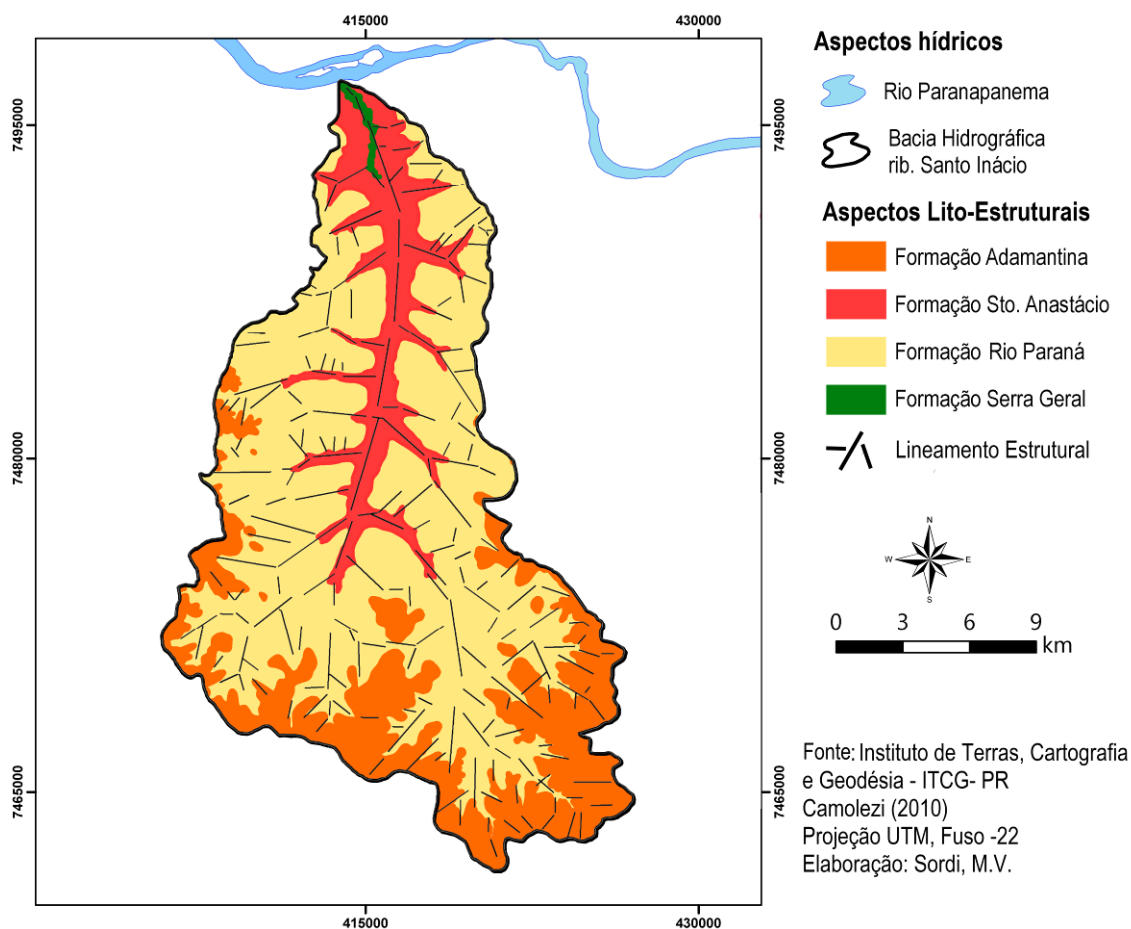 415000
430000
7495000
7495000
7480000
7480000
7465000
7465000
415000
430000
Aspectos hídricos
Rio Paranapanema
Bacia Hidrográfica
rib. Santo Inácio
Aspectos Lito-Estruturais
Formação Adamantina
Formação Sto. Anastácio
Formação Rio Paraná
Formação Serra Geral
Lineamento Estrutural
N
W
E
S
0 3 6 9
km
Fonte: Instituto de Terras, Cartografia
e Geodésia - ITCG- PR
Camolezi (2010)
Projeção UTM, Fuso -22
Elaboração: Sordi, M.V.